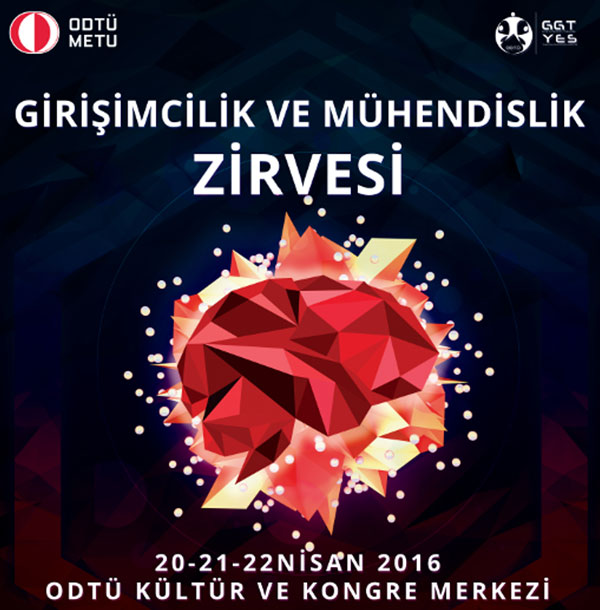 ODTÜ
METU
GGT
YES
GİRİŞİMCİLİK VE MÜHENDİSLİK
ZİRVESİ
20-21-22NİSAN 2016
ODTÜ KÜLTÜR VE KONGRE MERKEZİ